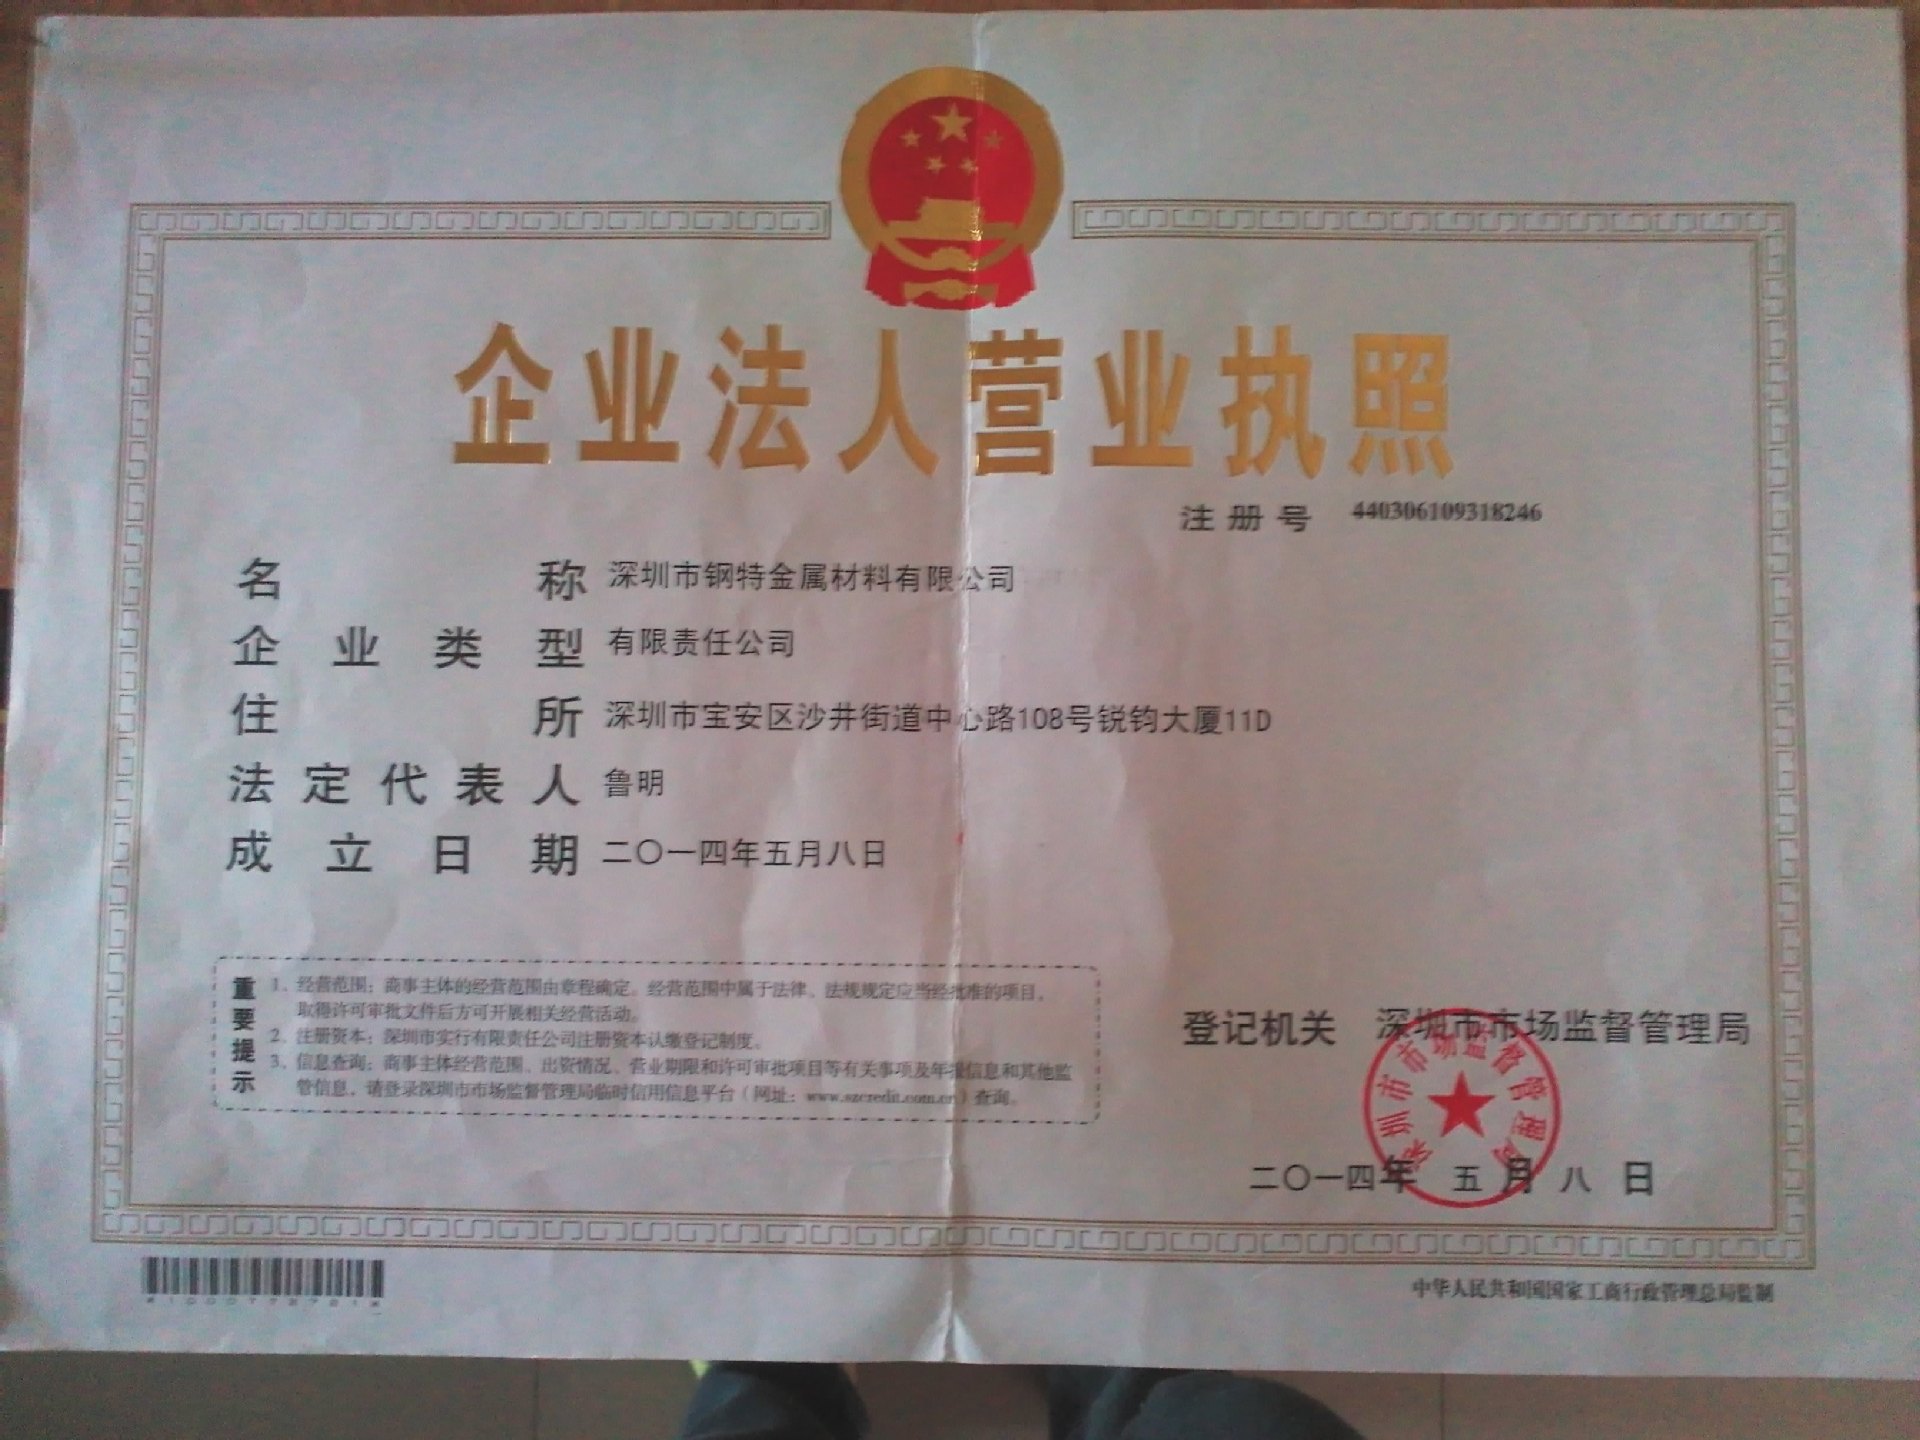 企业法人营业执照
注册号 440306109318246
名称 深圳市钢特金属材料有限公司
企业类型 有限责任公司
住所 深圳市宝安区沙井街道中心路108号锐钧大厦11D
法定代表人 鲁明
成立日期 二〇一四年五月八日
重要提示
1、经营范围：商事主体的经营范围由章程确定。经营范围中属于法律、法规规定应当经批准的项目，
取得许可审批文件后方可开展相关经营活动。
2、注册资本：深圳市实行有限责任公司注册资本认缴登记制度。
3、信息查询：商事主体经营范围、出资情况、营业期限和许可审批项目等有关事项及年报信息和其他监
管信息，请登录深圳市市场监督管理局临时信用信息平台（网址：www.szcredit.com.cn）查询。
登记机关 深圳市市场监督管理局
深圳市市场监督管理局
二〇一四年 五 月 八 日
中华人民共和国国家工商行政管理总局监制